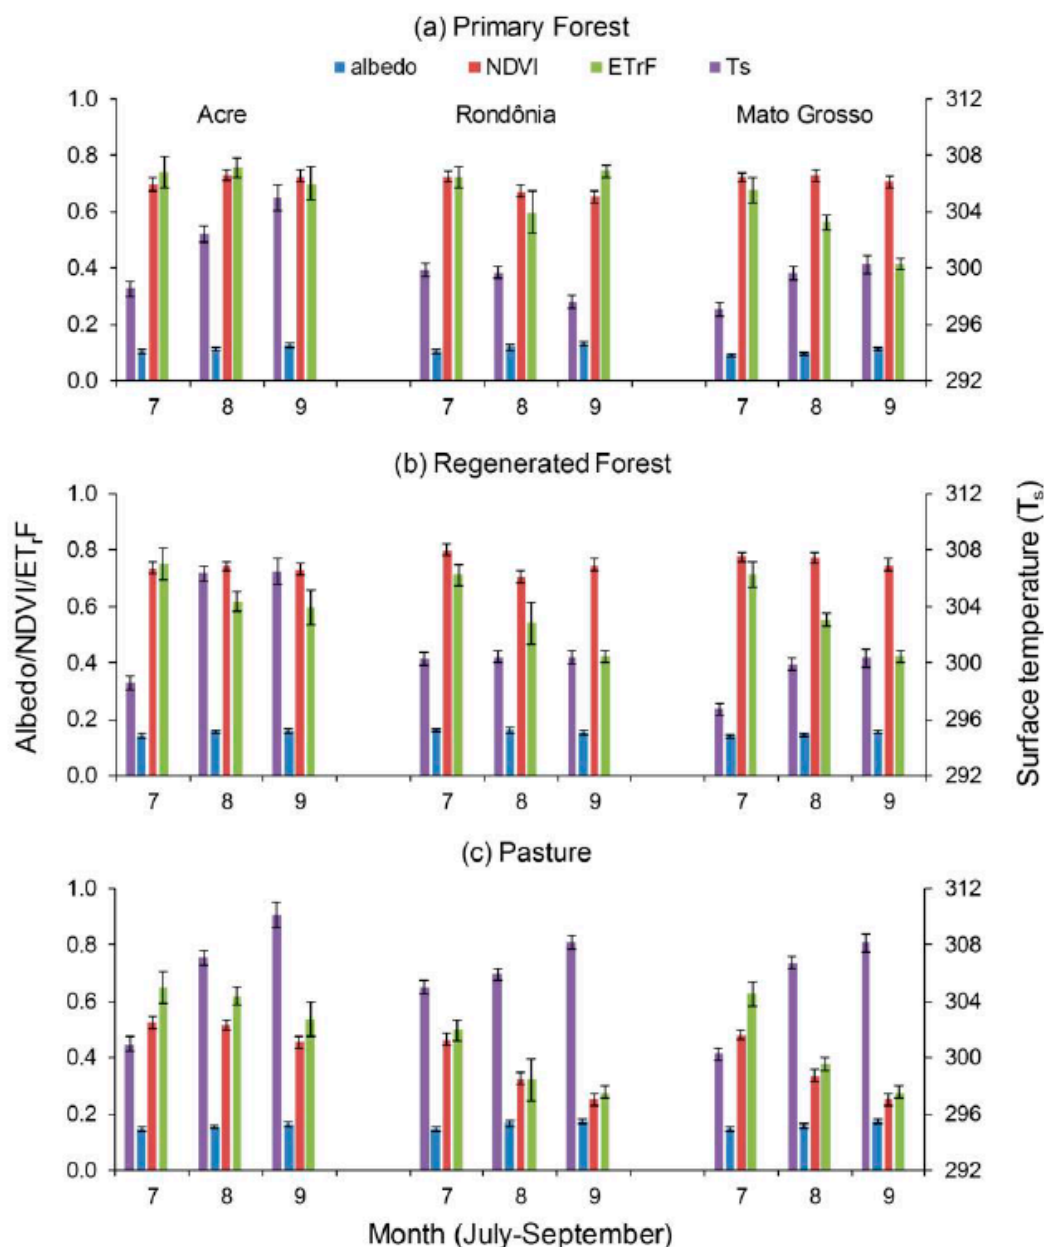 (a) Primary Forest
albedo NDVI ETrF Ts
Acre Rondônia Mato Grosso
1.0 312
0.8 308
0.6 304
0.4 300
0.2 296
0.0 292
7 8 9 7 8 9 7 8 9
(b) Regenerated Forest
1.0 312
0.8 308
0.6 304
0.4 300
0.2 296
0.0 292
7 8 9 7 8 9 7 8 9
Albedo/NDVI/ETrF
Surface temperature (Ts)
(c) Pasture
1.0 312
0.8 308
0.6 304
0.4 300
0.2 296
0.0 292
7 8 9 7 8 9 7 8 9
Month (July-September)